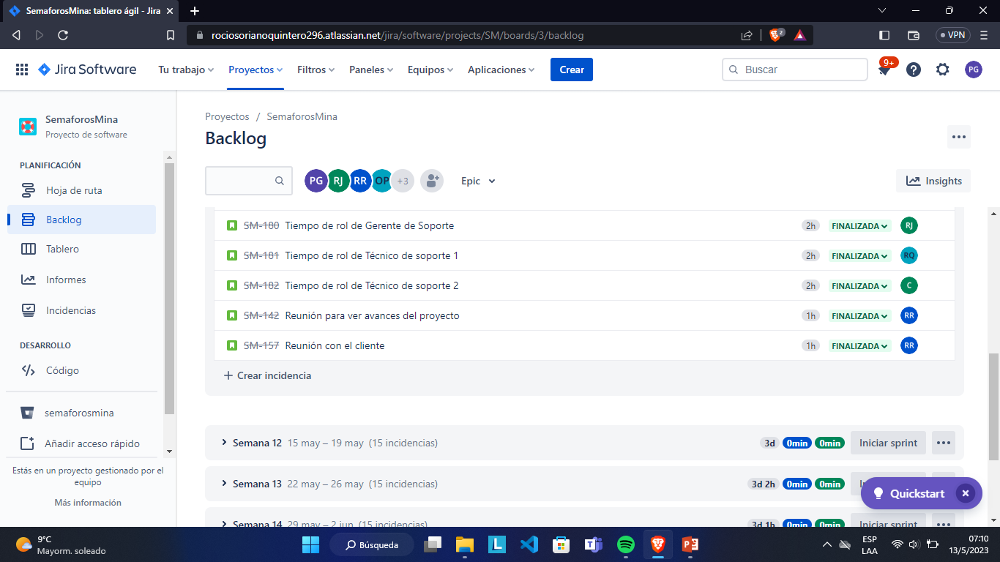 SemaforosMina: tablero ágil - Jira
rociosorianoquintero296.atlassian.net/jira/software/projects/SM/boards/3/backlog
2
VPN
Jira Software
Tu trabajo
Proyectos
Filtros
Paneles
Equipos
Aplicaciones
Crear
Buscar
9+
PG
SemaforosMina
Proyecto de software
PLANIFICACIÓN
Hoja de ruta
Backlog
Tablero
Informes
Incidencias
DESARROLLO
Código
semaforosmina
Añadir acceso rápido
Estás en un proyecto gestionado por el
equipo
Más información
Proyectos / SemaforosMina
Backlog
PG RJ RR OP +3
Epic
Insights
SM-180 Tiempo de rol de Gerente de Soporte 2h FINALIZADA RJ
SM-181 Tiempo de rol de Técnico de soporte 1 2h FINALIZADA RQ
SM-182 Tiempo de rol de Técnico de soporte 2 2h FINALIZADA C
SM-142 Reunión para ver avances del proyecto 1h FINALIZADA RR
SM-157 Reunión con el cliente 1h FINALIZADA RR
+ Crear incidencia
Semana 12 15 may – 19 may (15 incidencias) 3d 0min 0min Iniciar sprint
Semana 13 22 may – 26 may (15 incidencias) 3d 2h 0min 0min
Quickstart
Semana 14 29 may – 2 jun (15 incidencias) 3d 1h 0min 0min Iniciar sprint
9°C
Mayorm. soleado
Búsqueda
ESP
LAA
07:10
13/5/2023